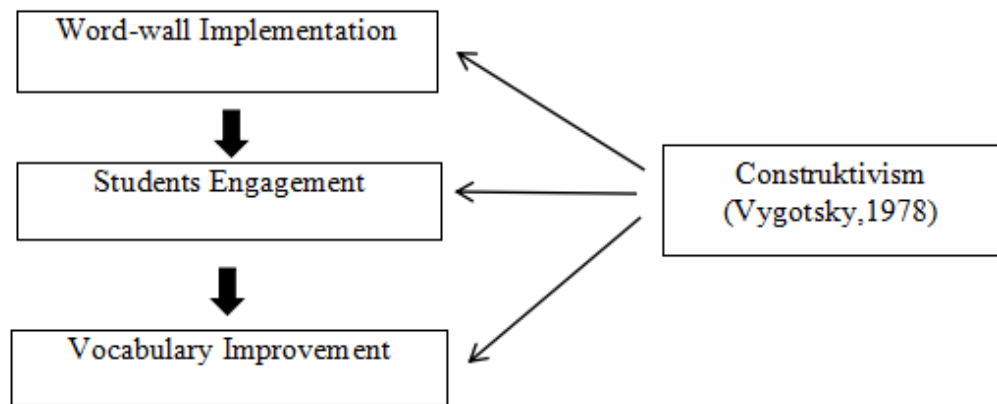 Word-wall Implementation
Students Engagement
Vocabulary Improvement
Construktivism
(Vygotsky,1978)